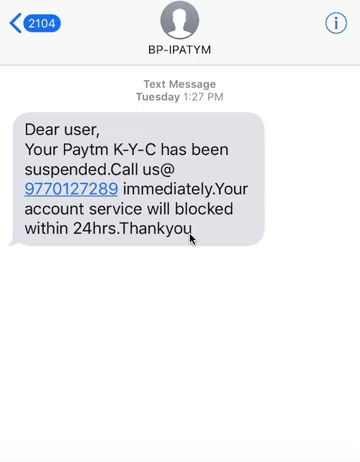 2104
BP-IPATYM
Text Message
Tuesday 1:27 PM
Dear user,
Your Paytm K-Y-C has been
suspended.Call us@
9770127289 immediately.Your
account service will blocked
within 24hrs.Thankyou